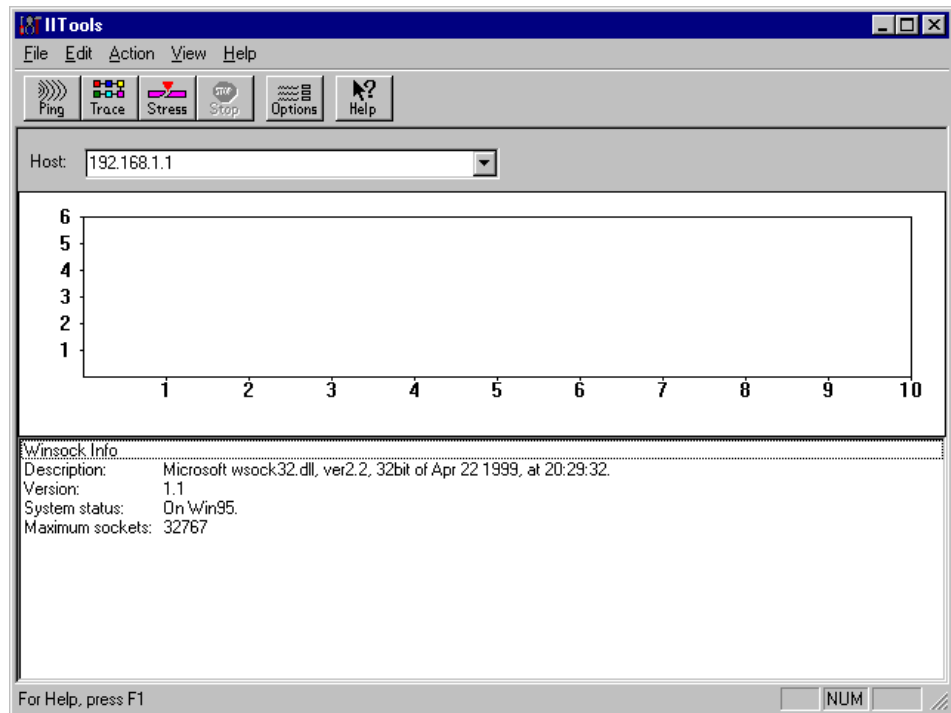 IITools
File Edit Action View Help
Ping Trace Stress Stop Options Help
Host: 192.168.1.1
6
5
4
3
2
1
1 2 3 4 5 6 7 8 9 10
Winsock Info
Description: Microsoft wsock32.dll, ver2.2, 32bit of Apr 22 1999, at 20:29:32.
Version: 1.1
System status: On Win95.
Maximum sockets: 32767
For Help, press F1 NUM